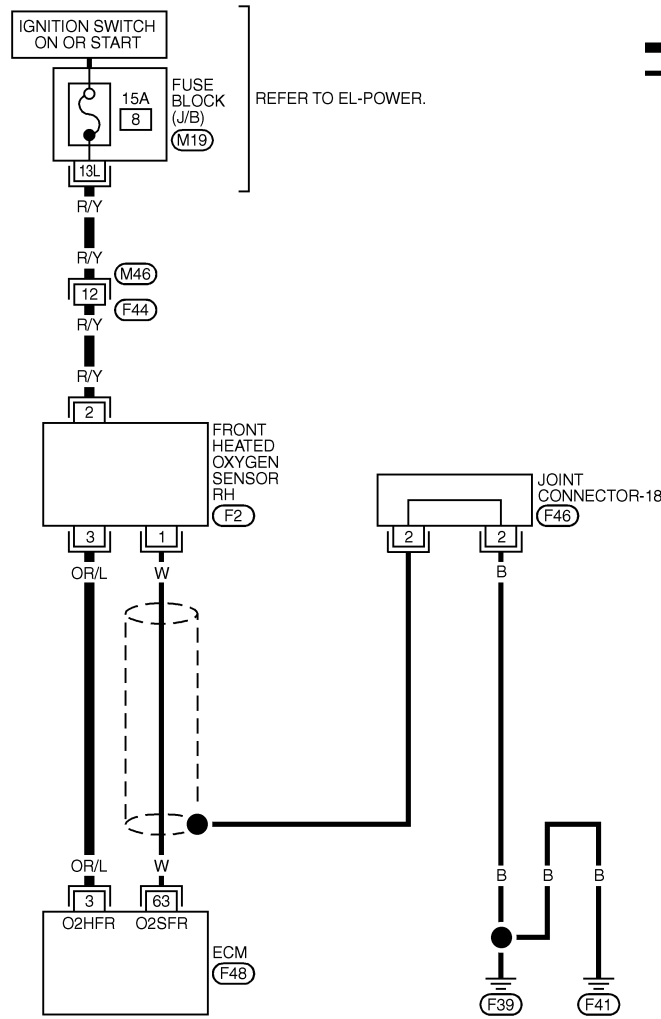 IGNITION SWITCH
ON OR START
15A
8
FUSE
BLOCK
(J/B)
M19
REFER TO EL-POWER.
13L
R/Y
R/Y
M46
12
F44
R/Y
R/Y
2
FRONT
HEATED
OXYGEN
SENSOR
RH
F2
3
1
OR/L
W
JOINT
CONNECTOR-18
F46
2
2
B
OR/L
W
B
B
B
3
63
O2HFR
O2SFR
ECM
F48
F39
F41